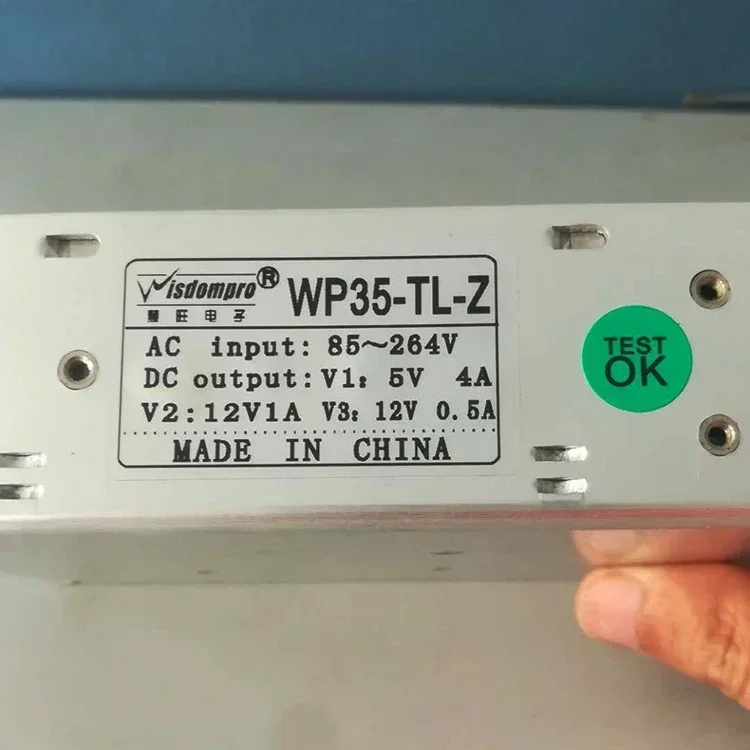 Wisdompro® WP35-TL-Z
慧旺电子
AC input: 85~264V
DC output: V1: 5V 4A
V2:12V1A V3: 12V 0.5A
MADE IN CHINA
TEST
OK